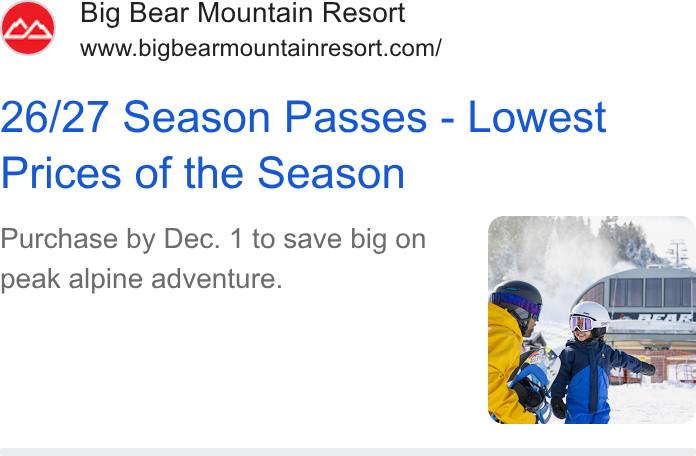 Big Bear Mountain Resort
www.bigbearmountainresort.com/
26/27 Season Passes - Lowest
Prices of the Season
Purchase by Dec. 1 to save big on
peak alpine adventure.
BEAR